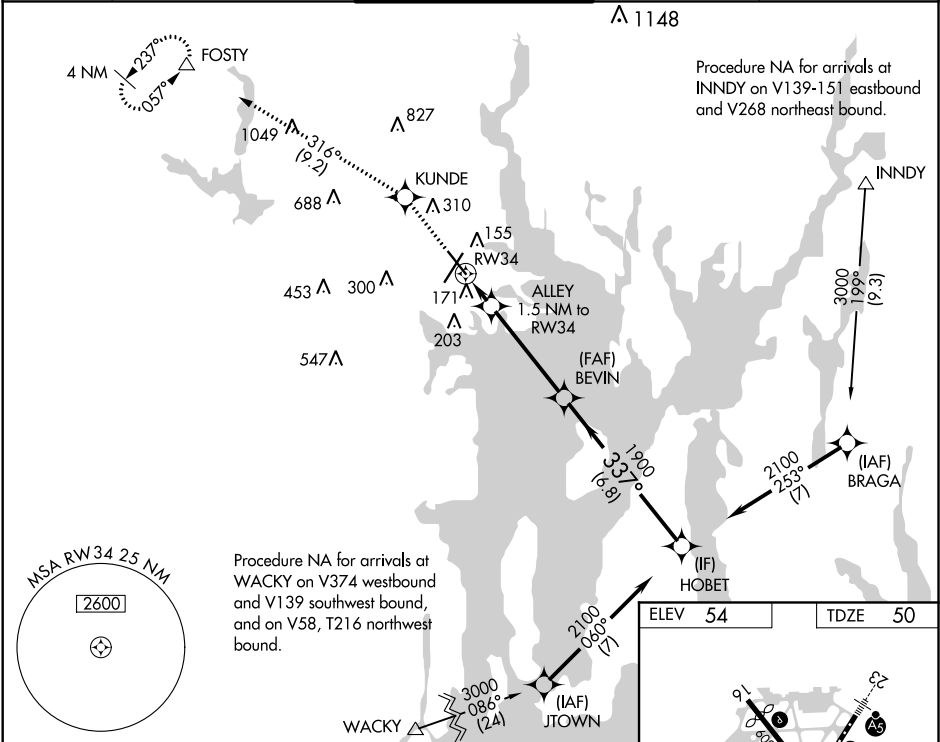 1148
237°
FOSTY
4 NM
057°
Procedure NA for arrivals at
INNDY on V139-151 eastbound
and V268 northeast bound.
827
1049
316°
(9.2)
KUNDE
INNDY
688
310
155
RW34
3000
199°
(9.3)
453
300
171
ALLEY
1.5 NM to
RW34
203
547
(FAF)
BEVIN
1900
337°
(6.8)
2100
253°
(7)
(IAF)
BRAGA
(IF)
HOBET
MSA RW34 25 NM
2600
Procedure NA for arrivals at
WACKY on V374 westbound
and V139 southwest bound,
and on V58, T216 northwest
bound.
2100
060°
(7)
3000
086°
(24)
WACKY
(IAF)
JTOWN
ELEV 54
TDZE 50
16
23
P
A5